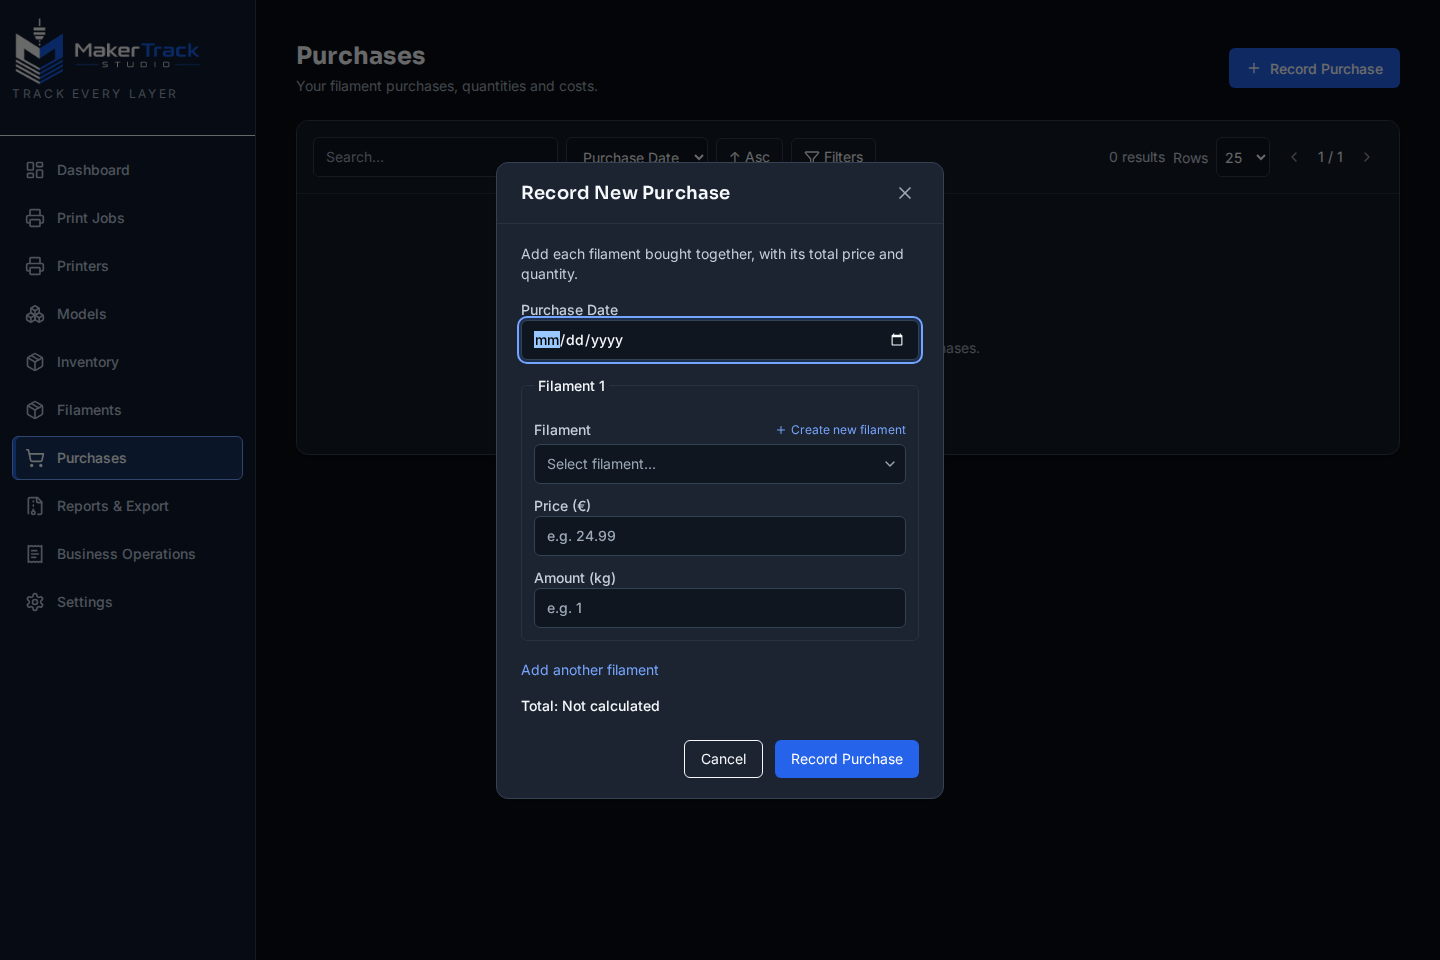 MakerTrack
STUDIO
TRACK EVERY LAYER
Dashboard
Print Jobs
Printers
Models
Inventory
Filaments
Purchases
Reports & Export
Business Operations
Settings
Purchases
Your filament purchases, quantities and costs.
Record Purchase
Search...
Purchase Date
Asc
Filters
0 results
Rows
25
1 / 1
Record New Purchase
Add each filament bought together, with its total price and
quantity.
Purchase Date
mm/dd/yyyy
Filament 1
Filament
Create new filament
Select filament...
Price (€)
e.g. 24.99
Amount (kg)
e.g. 1
Add another filament
Total: Not calculated
Cancel
Record Purchase